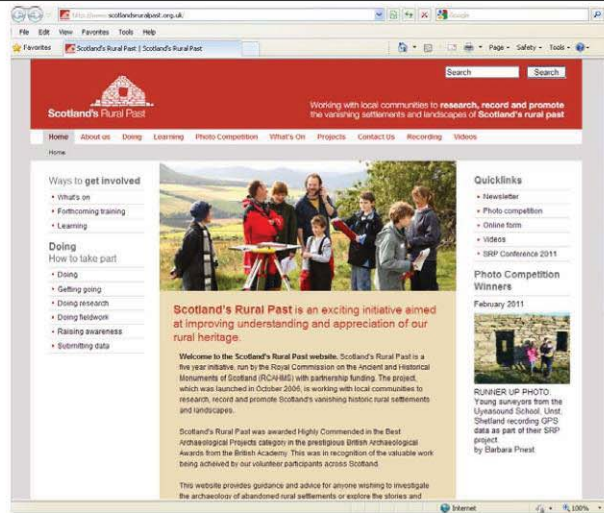 http://www.scotlandsruralpast.org.uk/
Google
File Edit View Favorites Tools Help
Favorites Scotland's Rural Past | Scotland's Rural Past
Page Safety Tools
Search Search
Scotland's Rural Past
Working with local communities to research, record and promote
the vanishing settlements and landscapes of Scotland's rural past
Home About us Doing Learning Photo Competition What's On Projects Contact Us Recording Videos
Home
Ways to get involved
What's on
Forthcoming training
Learning
Doing
How to take part
Doing
Getting going
Doing research
Doing fieldwork
Raising awareness
Submitting data
Scotland's Rural Past is an exciting initiative aimed
at improving understanding and appreciation of our
rural heritage.
Welcome to the Scotland's Rural Past website. Scotland's Rural Past is a
five year initiative, run by the Royal Commission on the Ancient and Historical
Monuments of Scotland (RCAHMS) with partnership funding. The project,
which was launched in October 2006, is working with local communities to
research, record and promote Scotland's vanishing historic rural settlements
and landscapes.
Scotland's Rural Past was awarded Highly Commended in the Best
Archaeological Projects category in the prestigious British Archaeological
Awards from the British Academy. This was in recognition of the valuable work
being acheived by our volunteer participants across Scotland.
This website provides guidance and advice for anyone wishing to investigate
the archaeology of abandoned rural settlements or explore the stories and
Quicklinks
Newsletter
Photo competition
Online form
Videos
SRP Conference 2011
Photo Competition
Winners
February 2011
RUNNER UP PHOTO.
Young surveyors from the
Uyeasound School, Unst,
Shetland recording GPS
data as part of their SRP
project.
by Barbara Priest
Internet 100%